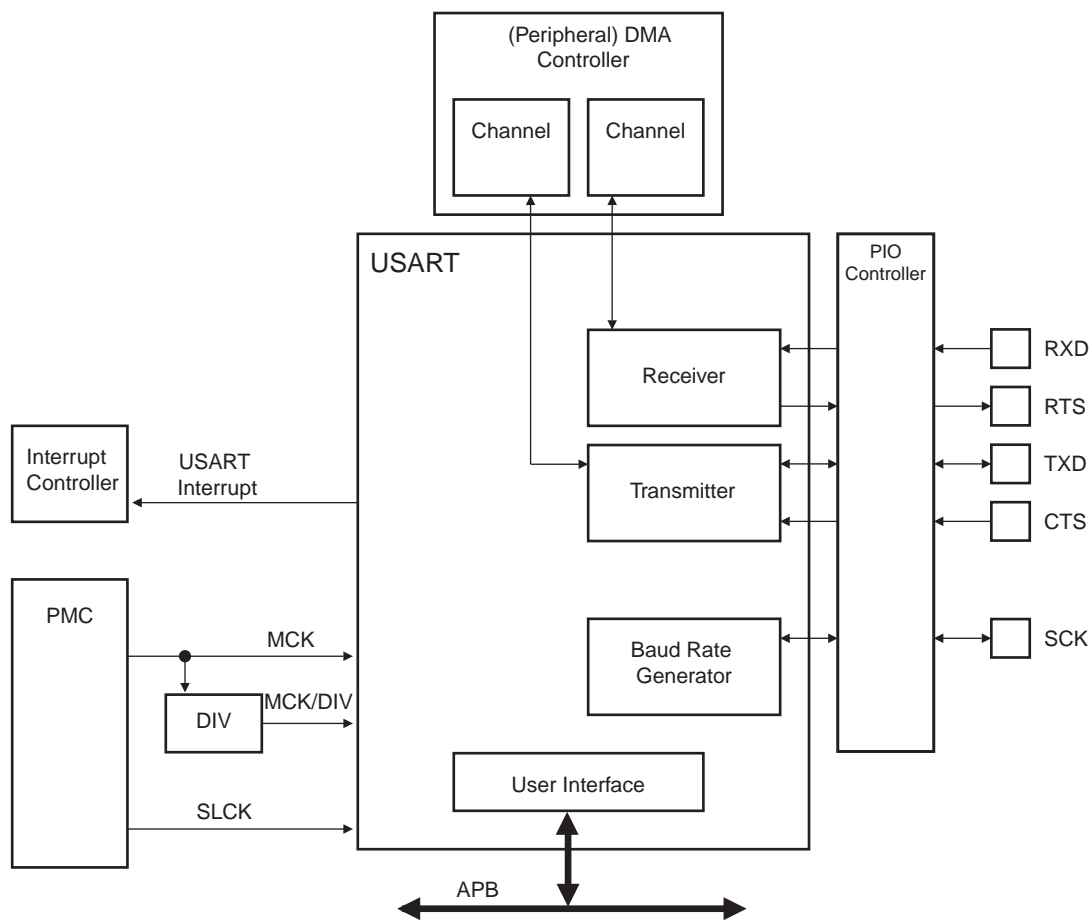 (Peripheral) DMA
Controller
Channel
Channel
USART
PIO
Controller
Receiver
RXD
RTS
Interrupt
Controller
USART
Interrupt
Transmitter
TXD
CTS
PMC
MCK
DIV
MCK/DIV
SLCK
Baud Rate
Generator
SCK
User Interface
APB